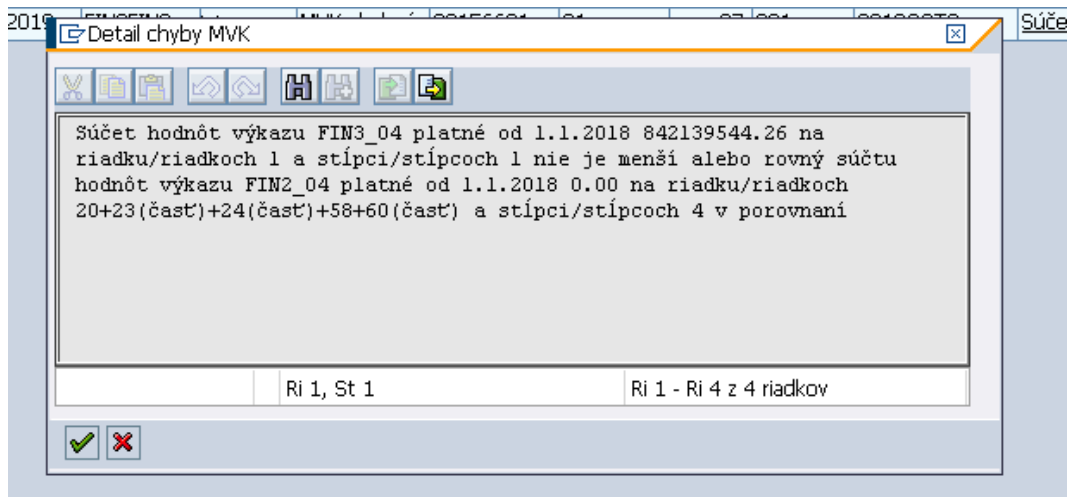 2019
Súče
Detail chyby MVK
Súčet hodnôt výkazu FIN3_04 platné od 1.1.2018 842139544.26 na
riadku/riadkoch 1 a stĺpci/stĺpcoch 1 nie je menší alebo rovný súčtu
hodnôt výkazu FIN2_04 platné od 1.1.2018 0.00 na riadku/riadkoch
20+23(časť)+24(časť)+58+60(časť) a stĺpci/stĺpcoch 4 v porovnaní
Ri 1, St 1 Ri 1 - Ri 4 z 4 riadkov